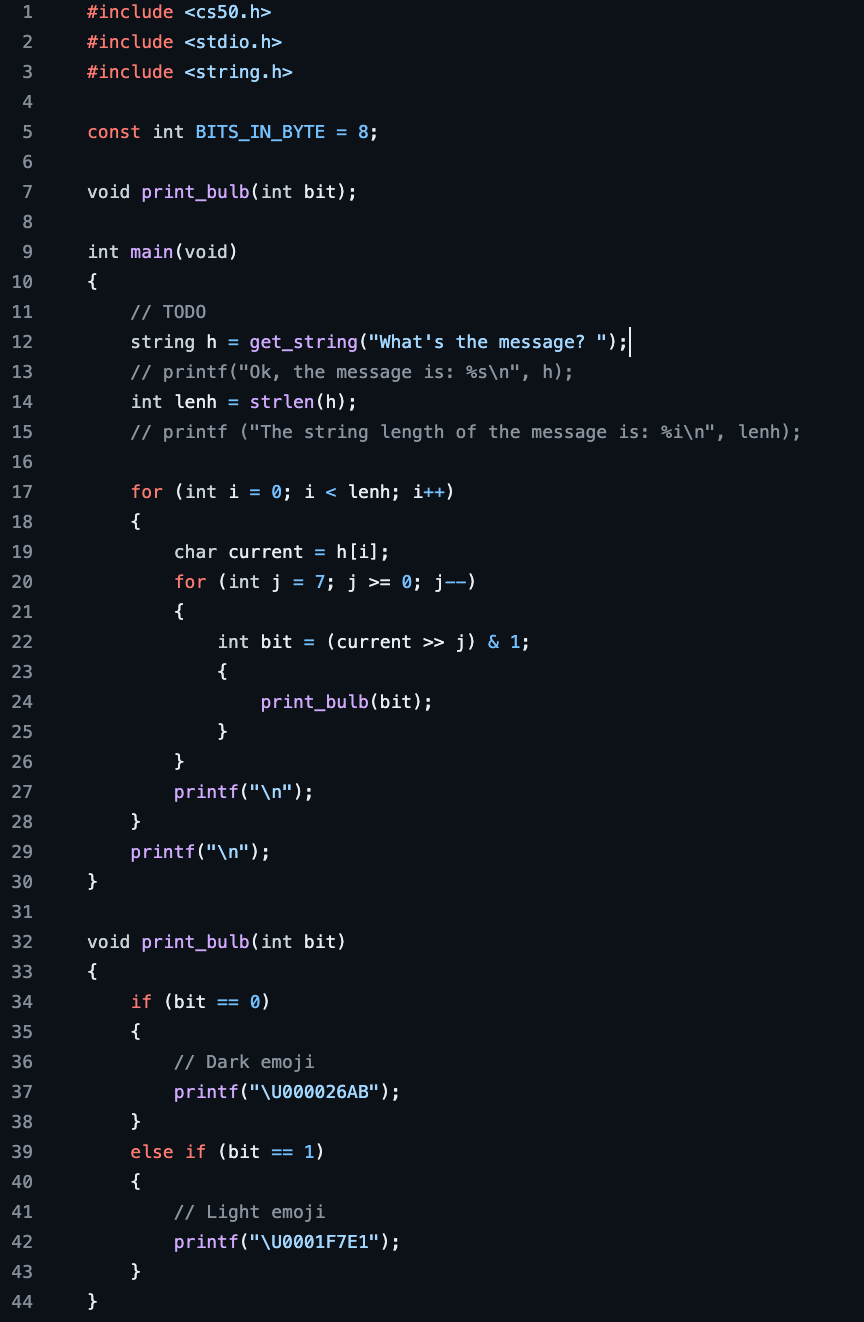 1 #include <cs50.h>
2 #include <stdio.h>
3 #include <string.h>
4
5 const int BITS_IN_BYTE = 8;
6
7 void print_bulb(int bit);
8
9 int main(void)
10 {
11     // TODO
12     string h = get_string("What's the message? ");
13     // printf("Ok, the message is: %s\n", h);
14     int lenh = strlen(h);
15     // printf ("The string length of the message is: %i\n", lenh);
16
17     for (int i = 0; i < lenh; i++)
18     {
19         char current = h[i];
20         for (int j = 7; j >= 0; j--)
21         {
22             int bit = (current >> j) & 1;
23             {
24                 print_bulb(bit);
25             }
26         }
27         printf("\n");
28     }
29     printf("\n");
30 }
31
32 void print_bulb(int bit)
33 {
34     if (bit == 0)
35     {
36         // Dark emoji
37         printf("\U000026AB");
38     }
39     else if (bit == 1)
40     {
41         // Light emoji
42         printf("\U0001F7E1");
43     }
44 }